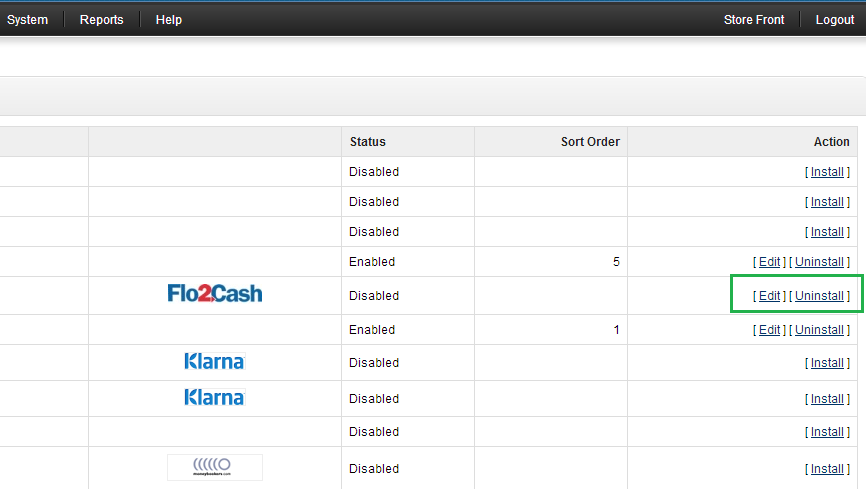 System Reports Help Store Front Logout
Status Sort Order Action
Disabled [ Install ]
Disabled [ Install ]
Disabled [ Install ]
Enabled 5 [ Edit ] [ Uninstall ]
Flo2Cash Disabled [ Edit ] [ Uninstall ]
Enabled 1 [ Edit ] [ Uninstall ]
Klarna Disabled [ Install ]
Klarna Disabled [ Install ]
Disabled [ Install ]
moneybookers.com Disabled [ Install ]